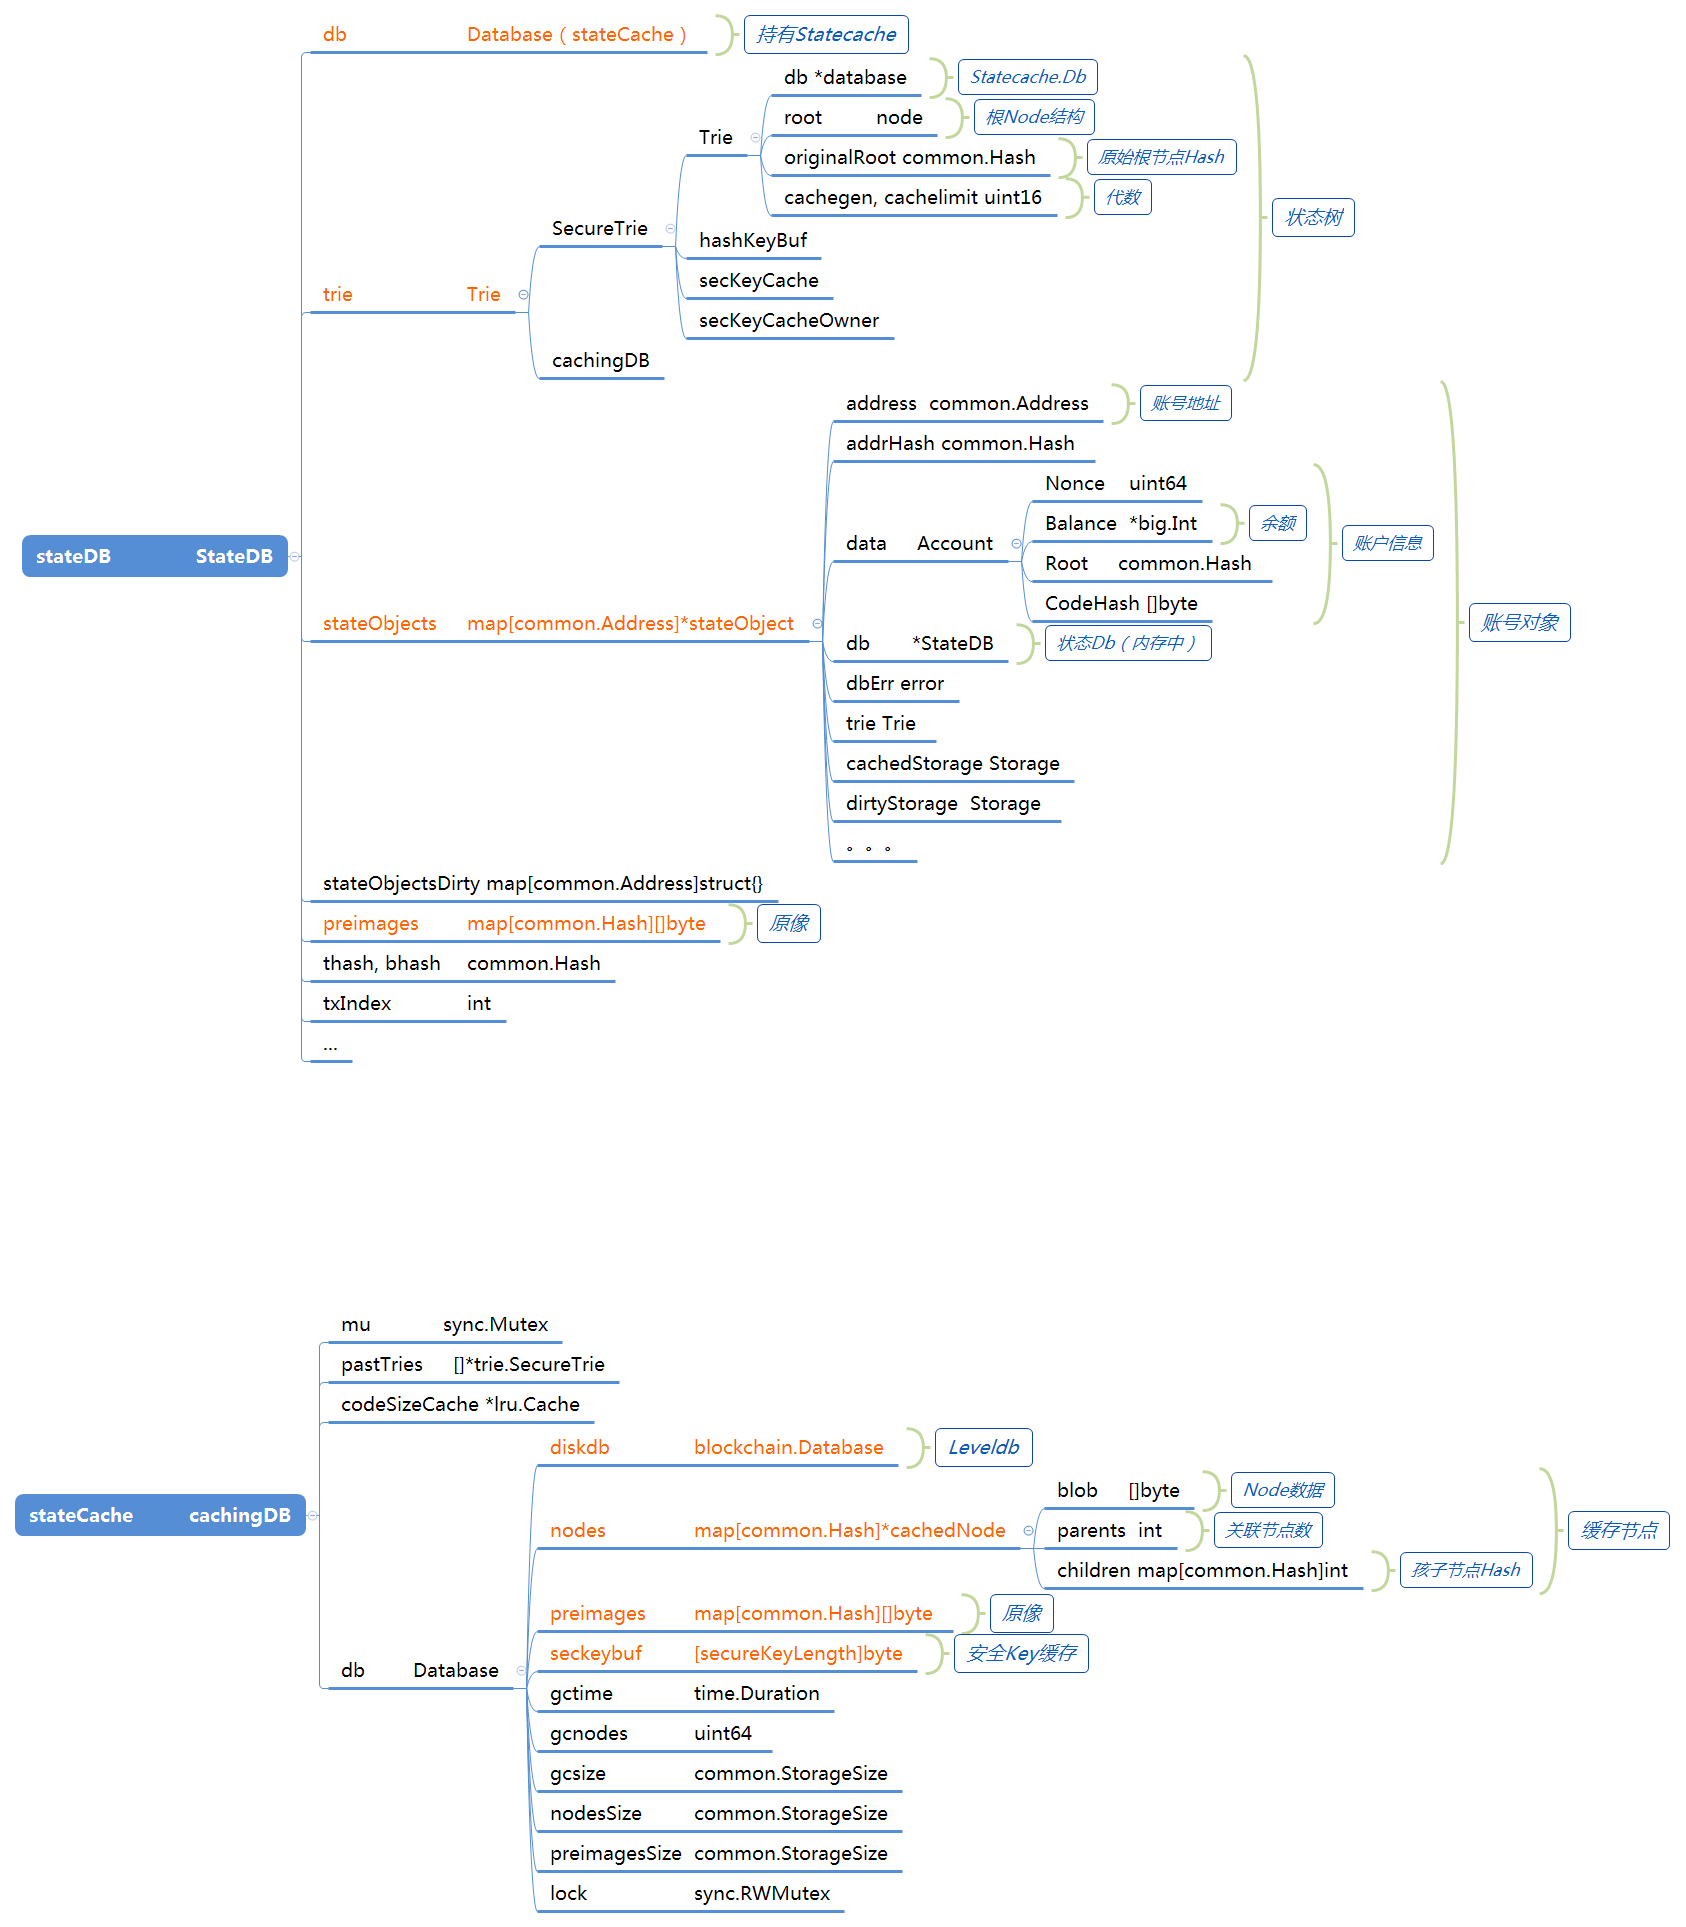 db Database（stateCache） 持有Statecache
db *database Statecache.Db
root node 根Node结构
Trie
originalRoot common.Hash 原始根节点Hash
cachegen, cachelimit uint16 代数
状态树
SecureTrie
hashKeyBuf
secKeyCache
trie Trie
secKeyCacheOwner
cachingDB
address common.Address 账号地址
addrHash common.Hash
Nonce uint64
Balance *big.Int 余额
data Account 账户信息
stateDB StateDB
Root common.Hash
CodeHash []byte
stateObjects map[common.Address]*stateObject 账号对象
db *StateDB 状态Db（内存中）
dbErr error
trie Trie
cachedStorage Storage
dirtyStorage Storage
。。。
stateObjectsDirty map[common.Address]struct{}
preimages map[common.Hash][]byte 原像
thash, bhash common.Hash
txIndex int
...
mu sync.Mutex
pastTries []*trie.SecureTrie
codeSizeCache *lru.Cache
diskdb blockchain.Database Leveldb
blob []byte Node数据
stateCache cachingDB
nodes map[common.Hash]*cachedNode parents int 关联节点数 缓存节点
children map[common.Hash]int 孩子节点Hash
preimages map[common.Hash][]byte 原像
seckeybuf [secureKeyLength]byte 安全Key缓存
db Database
gctime time.Duration
gcnodes uint64
gcsize common.StorageSize
nodesSize common.StorageSize
preimagesSize common.StorageSize
lock sync.RWMutex